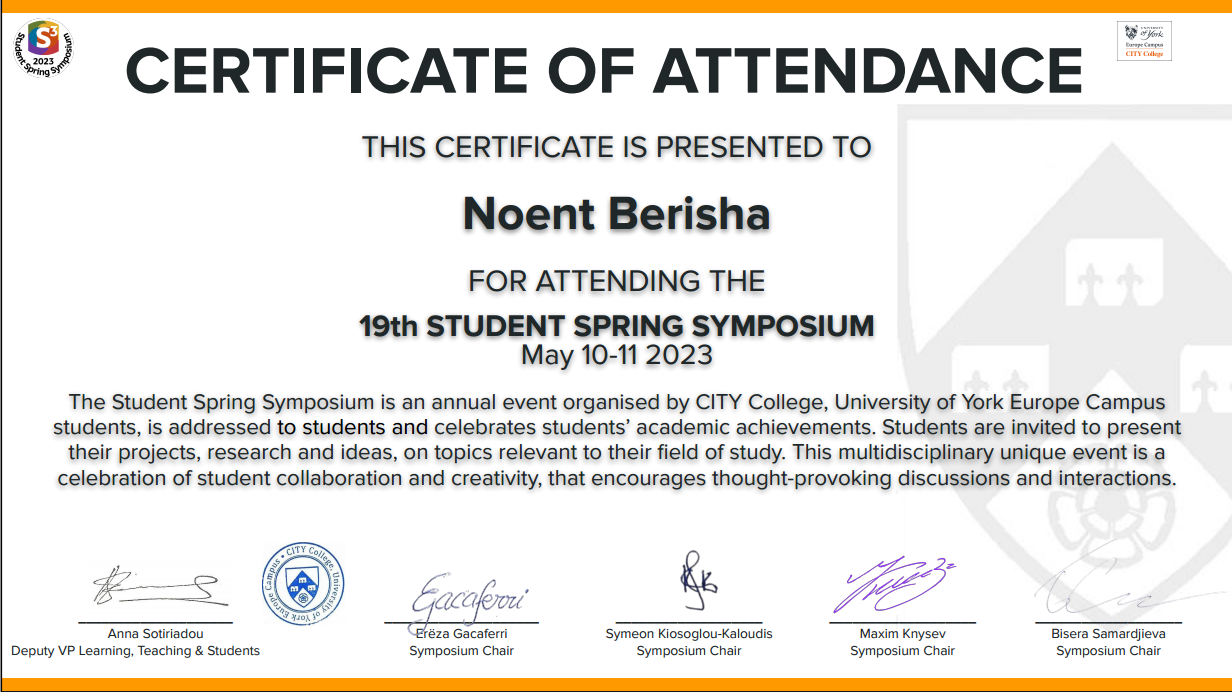 S3
2023
Student Spring Symposium
UNIVERSITY
of York
Europe Campus
CITY College
CERTIFICATE OF ATTENDANCE
THIS CERTIFICATE IS PRESENTED TO
Noent Berisha
FOR ATTENDING THE
19th STUDENT SPRING SYMPOSIUM
May 10-11 2023
The Student Spring Symposium is an annual event organised by CITY College, University of York Europe Campus
students, is addressed to students and celebrates students’ academic achievements. Students are invited to present
their projects, research and ideas, on topics relevant to their field of study. This multidisciplinary unique event is a
celebration of student collaboration and creativity, that encourages thought-provoking discussions and interactions.
CITY College, University of York Europe Campus
Gacaferri
Anna Sotiriadou
Deputy VP Learning, Teaching & Students
Erëza Gacaferri
Symposium Chair
Symeon Kiosoglou-Kaloudis
Symposium Chair
Maxim Knysev
Symposium Chair
Bisera Samardjieva
Symposium Chair